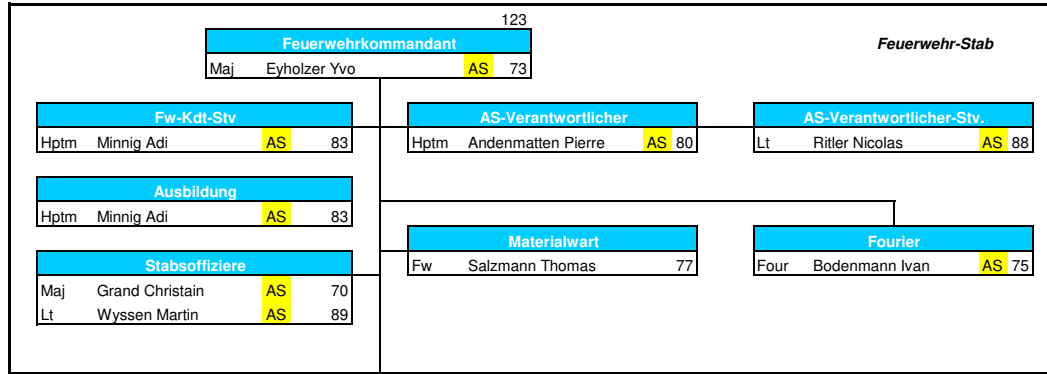 123
Feuerwehrkommandant
Feuerwehr-Stab
Maj Eyholzer Yvo AS 73
Fw-Kdt-Stv AS-Verantwortlicher AS-Verantwortlicher-Stv.
Hptm Minnig Adi AS 83 Hptm Andenmatten Pierre AS 80 Lt Ritler Nicolas AS 88
Ausbildung
Hptm Minnig Adi AS 83
Materialwart Fourier
Fw Salzmann Thomas 77 Four Bodenmann Ivan AS 75
Stabsoffiziere
Maj Grand Christain AS 70
Lt Wyssen Martin AS 89